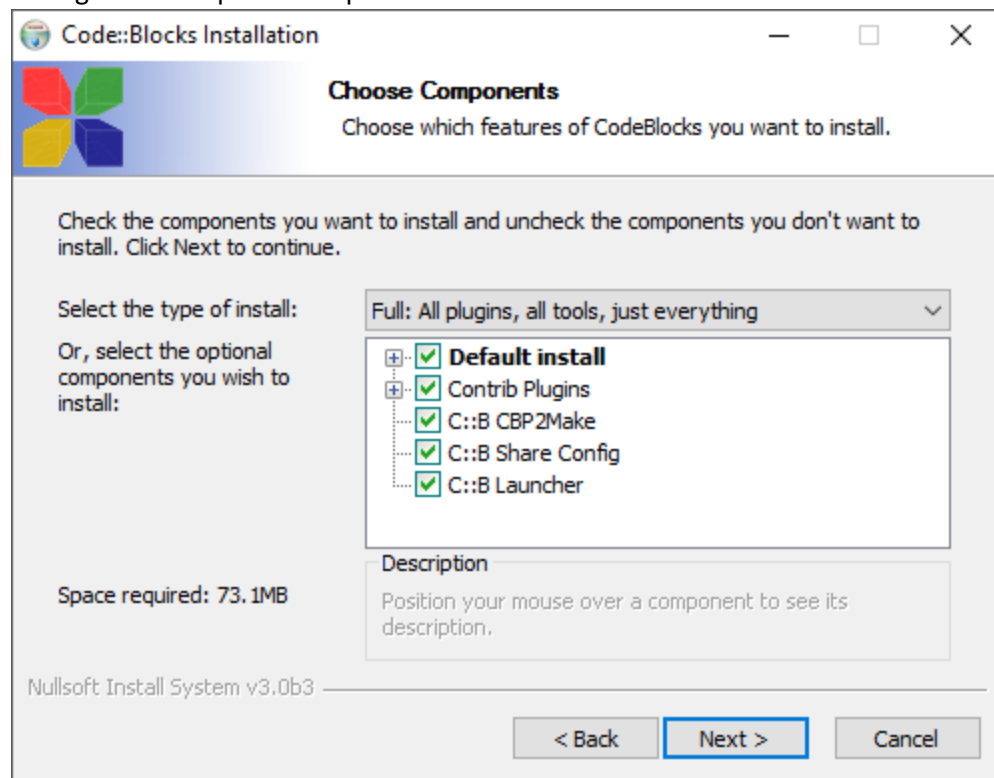 Code::Blocks Installation
Choose Components
Choose which features of CodeBlocks you want to install.
Check the components you want to install and uncheck the components you don't want to
install. Click Next to continue.
Select the type of install:
Full: All plugins, all tools, just everything
Or, select the optional
components you wish to
install:
Default install
Contrib Plugins
C::B CBP2Make
C::B Share Config
C::B Launcher
Space required: 73.1MB
Description
Position your mouse over a component to see its
description.
Nullsoft Install System v3.0b3
< Back
Next >
Cancel